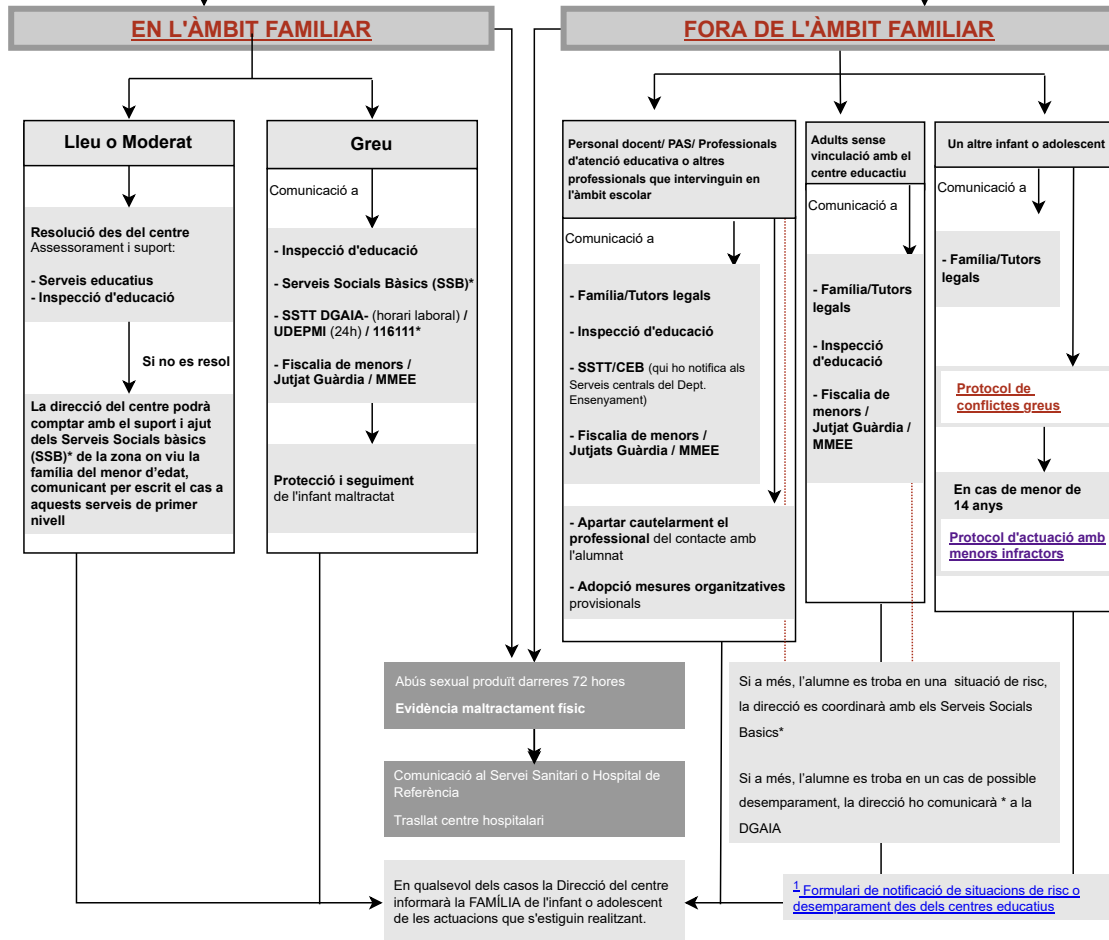 EN L'ÀMBIT FAMILIAR
FORA DE L'ÀMBIT FAMILIAR
Lleu o Moderat
Resolució des del centre
Assessorament i suport:
- Serveis educatius
- Inspecció d'educació
Si no es resol
La direcció del centre podrà
comptar amb el suport i ajut
dels Serveis Socials bàsics
(SSB)* de la zona on viu la
família del menor d'edat,
comunicant per escrit el cas a
aquests serveis de primer
nivell
Greu
Comunicació a
- Inspecció d'educació
- Serveis Socials Bàsics (SSB)*
- SSTT DGAIA- (horari laboral) /
UDEPMI (24h) / 116111*
- Fiscalia de menors /
Jutjat Guàrdia / MMEE
Protecció i seguiment
de l'infant maltractat
Personal docent/ PAS/ Professionals
d'atenció educativa o altres
professionals que intervinguin en
l'àmbit escolar
Comunicació a
- Família/Tutors legals
- Inspecció d'educació
- SSTT/CEB (qui ho notifica als
Serveis centrals del Dept.
Ensenyament)
- Fiscalia de menors /
Jutjats Guàrdia / MMEE
- Apartar cautelarment el
professional del contacte amb
l'alumnat
- Adopció mesures organitzatives
provisionals
Adults sense
vinculació amb el
centre educactiu
Comunicació a
- Família/Tutors
legals
- Inspecció
d'educació
- Fiscalia de
menors /
Jutjat Guàrdia /
MMEE
Un altre infant o adolescent
Comunicació a
- Família/Tutors
legals
Protocol de
conflictes greus
En cas de menor de
14 anys
Protocol d'actuació amb
menors infractors
Abús sexual produït darreres 72 hores
Evidència maltractament físic
Comunicació al Servei Sanitari o Hospital de
Referència
Trasllat centre hospitalari
Si a més, l'alumne es troba en una situació de risc,
la direcció es coordinarà amb els Serveis Socials
Basics*
Si a més, l'alumne es troba en un cas de possible
desemparament, la direcció ho comunicarà * a la
DGAIA
En qualsevol dels casos la Direcció del centre
informarà la FAMÍLIA de l'infant o adolescent
de les actuacions que s'estiguin realitzant.
1 Formulari de notificació de situacions de risc o
desemparament des dels centres educatius